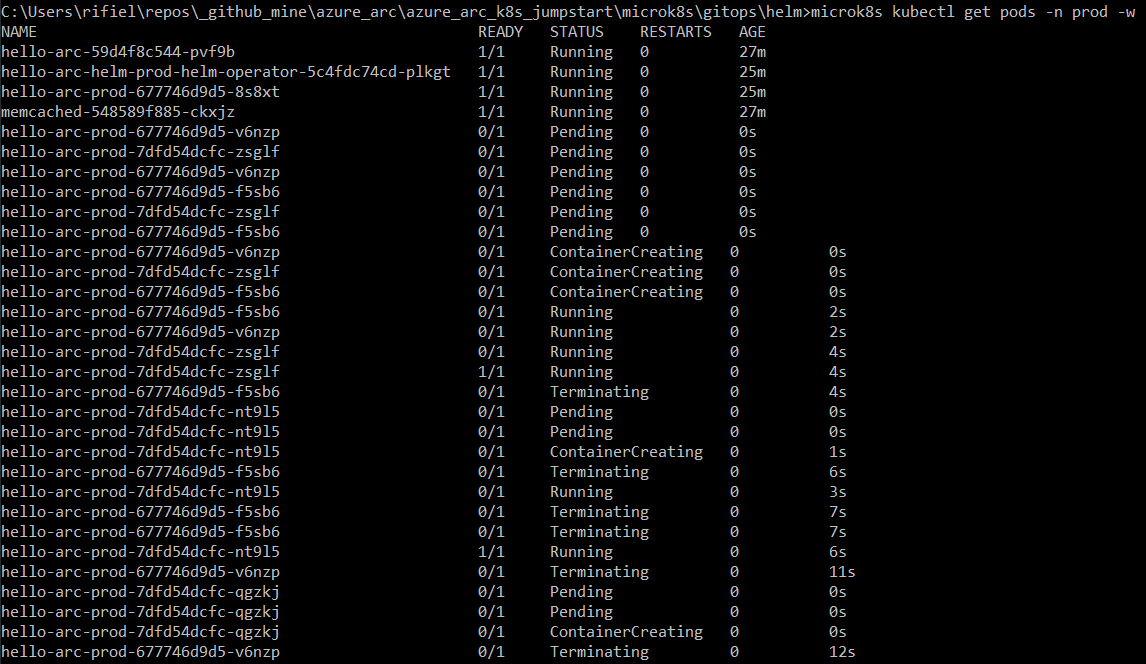 C:\Users\rifiel\repos\_github_mine\azure_arc\azure_arc_k8s_jumpstart\microk8s\gitops\helm>microk8s kubectl get pods -n prod -w
NAME READY STATUS RESTARTS AGE
hello-arc-59d4f8c544-pvf9b 1/1 Running 0 27m
hello-arc-helm-prod-helm-operator-5c4fdc74cd-plkgt 1/1 Running 0 25m
hello-arc-prod-677746d9d5-8s8xt 1/1 Running 0 25m
memcached-548589f885-ckxjz 1/1 Running 0 27m
hello-arc-prod-677746d9d5-v6nzp 0/1 Pending 0 0s
hello-arc-prod-7dfd54dcfc-zsglf 0/1 Pending 0 0s
hello-arc-prod-677746d9d5-v6nzp 0/1 Pending 0 0s
hello-arc-prod-677746d9d5-f5sb6 0/1 Pending 0 0s
hello-arc-prod-7dfd54dcfc-zsglf 0/1 Pending 0 0s
hello-arc-prod-677746d9d5-f5sb6 0/1 Pending 0 0s
hello-arc-prod-677746d9d5-v6nzp 0/1 ContainerCreating 0 0s
hello-arc-prod-7dfd54dcfc-zsglf 0/1 ContainerCreating 0 0s
hello-arc-prod-677746d9d5-f5sb6 0/1 ContainerCreating 0 0s
hello-arc-prod-677746d9d5-f5sb6 0/1 Running 0 2s
hello-arc-prod-677746d9d5-v6nzp 0/1 Running 0 2s
hello-arc-prod-7dfd54dcfc-zsglf 0/1 Running 0 4s
hello-arc-prod-7dfd54dcfc-zsglf 1/1 Running 0 4s
hello-arc-prod-677746d9d5-f5sb6 0/1 Terminating 0 4s
hello-arc-prod-7dfd54dcfc-nt9l5 0/1 Pending 0 0s
hello-arc-prod-7dfd54dcfc-nt9l5 0/1 Pending 0 0s
hello-arc-prod-7dfd54dcfc-nt9l5 0/1 ContainerCreating 0 1s
hello-arc-prod-677746d9d5-f5sb6 0/1 Terminating 0 6s
hello-arc-prod-7dfd54dcfc-nt9l5 0/1 Running 0 3s
hello-arc-prod-677746d9d5-f5sb6 0/1 Terminating 0 7s
hello-arc-prod-677746d9d5-f5sb6 0/1 Terminating 0 7s
hello-arc-prod-7dfd54dcfc-nt9l5 1/1 Running 0 6s
hello-arc-prod-677746d9d5-v6nzp 0/1 Terminating 0 11s
hello-arc-prod-7dfd54dcfc-qgzkj 0/1 Pending 0 0s
hello-arc-prod-7dfd54dcfc-qgzkj 0/1 Pending 0 0s
hello-arc-prod-7dfd54dcfc-qgzkj 0/1 ContainerCreating 0 0s
hello-arc-prod-677746d9d5-v6nzp 0/1 Terminating 0 12s